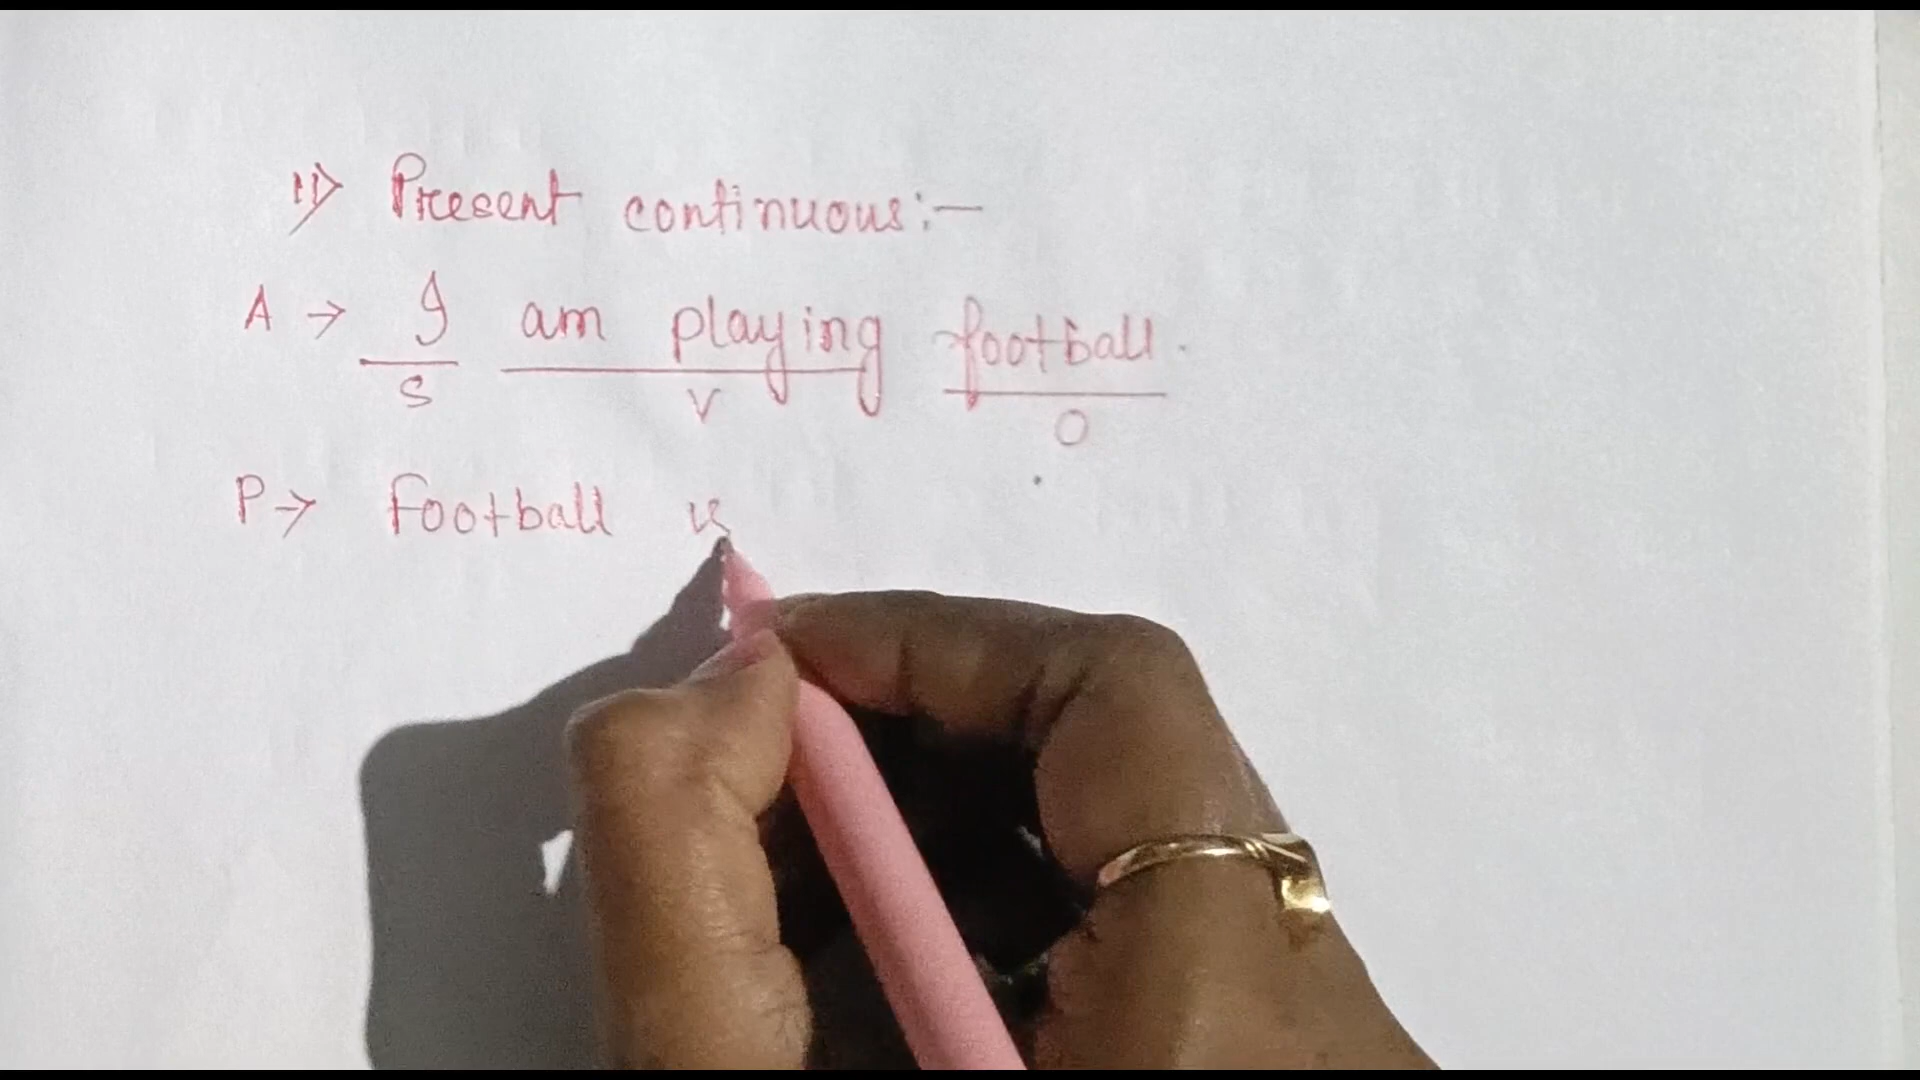 11) Present continuous:-
A → I am playing football.
S V O
P → Football is